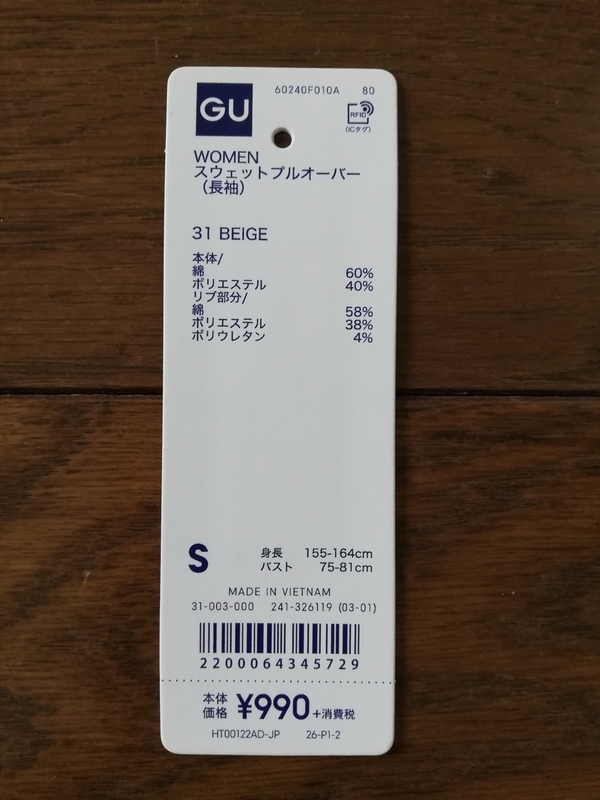 GU
60240F010A 80
RFID
(ICタグ)
WOMEN
スウェットプルオーバー
（長袖）
31 BEIGE
本体/
綿 60%
ポリエステル 40%
リブ部分/
綿 58%
ポリエステル 38%
ポリウレタン 4%
S
身長 155-164cm
バスト 75-81cm
MADE IN VIETNAM
31-003-000 241-326119 (03-01)
2200064345729
本体価格 ¥990 +消費税
HT00122AD-JP 26-P1-2